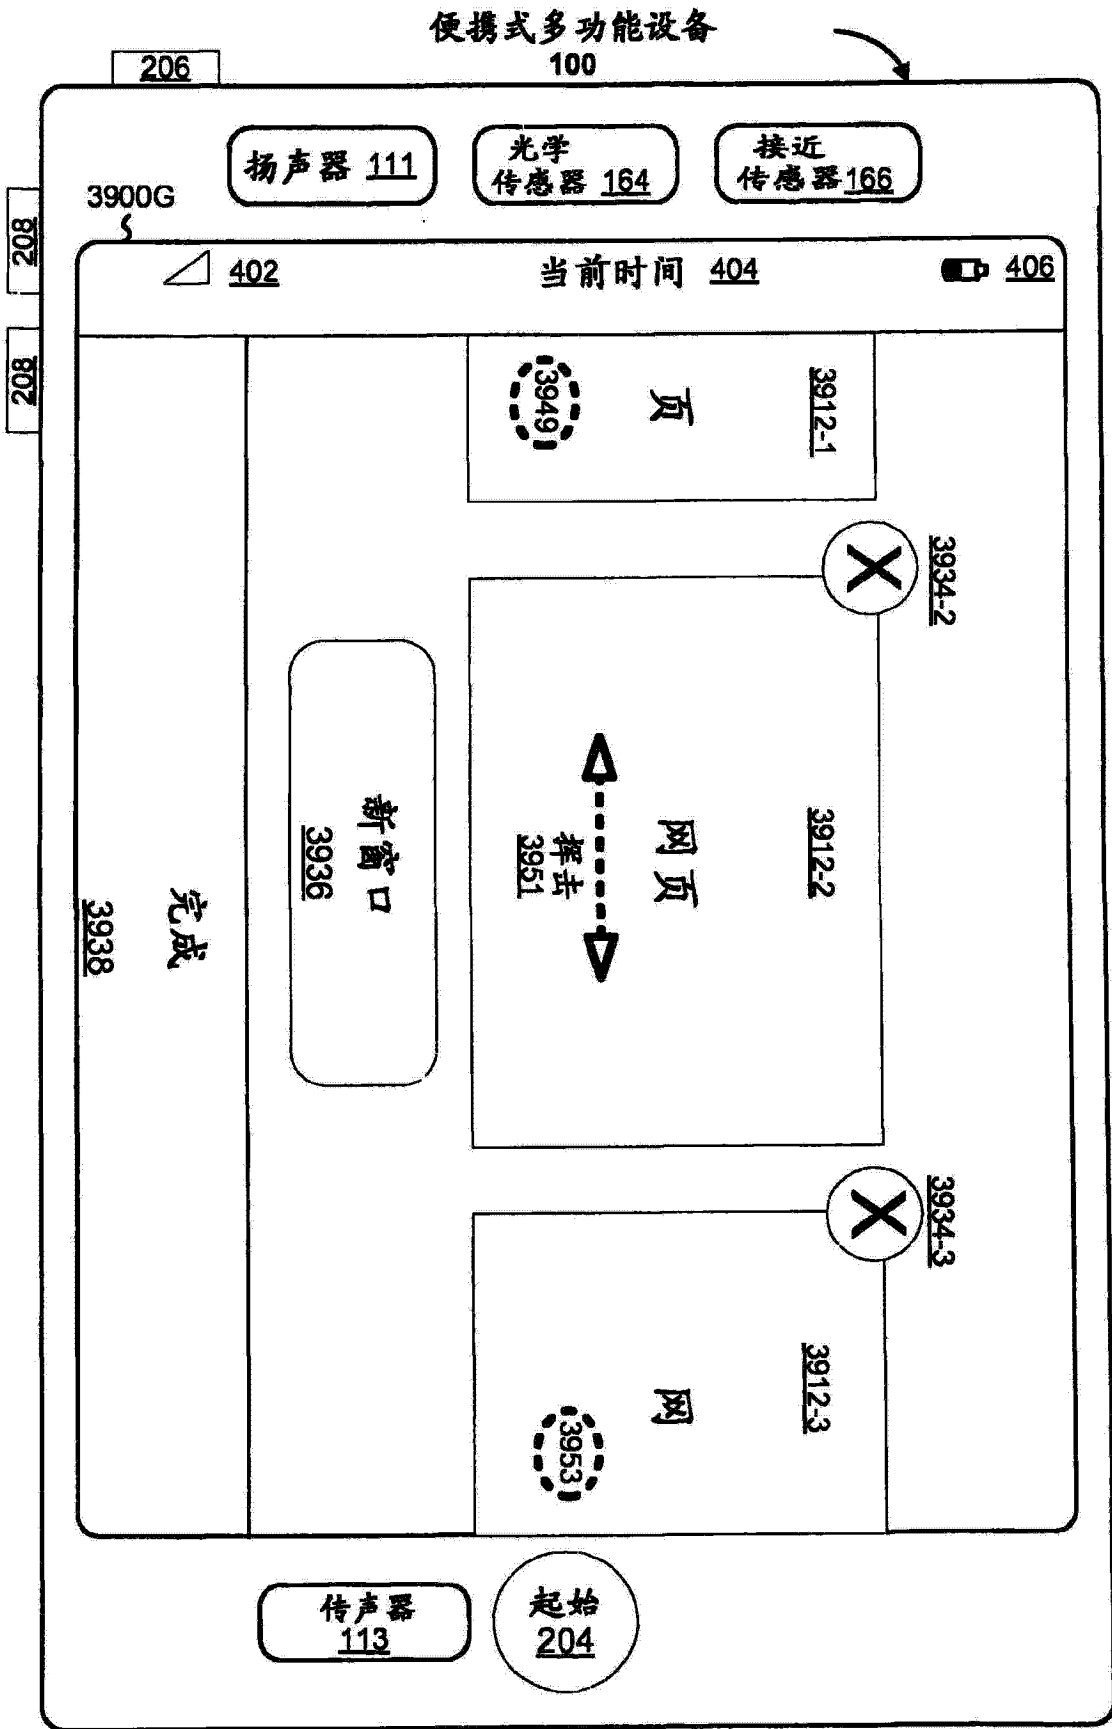 便携式多功能设备
100
206
扬声器 111
光学
传感器 164
接近
传感器 166
3900G
208
208
402
当前时间 404
406
3912-1
页
3949
3934-2
3912-2
网页
挥击
3951
新窗口
3936
完成
3938
3934-3
3912-3
网
3953
传声器
113
起始
204